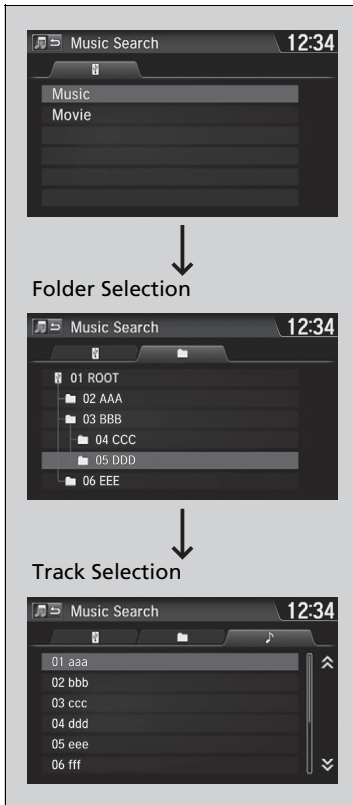 Music Search 12:34
Music
Movie
Folder Selection
Music Search 12:34
01 ROOT
02 AAA
03 BBB
04 CCC
05 DDD
06 EEE
Track Selection
Music Search 12:34
01 aaa
02 bbb
03 ccc
04 ddd
05 eee
06 fff